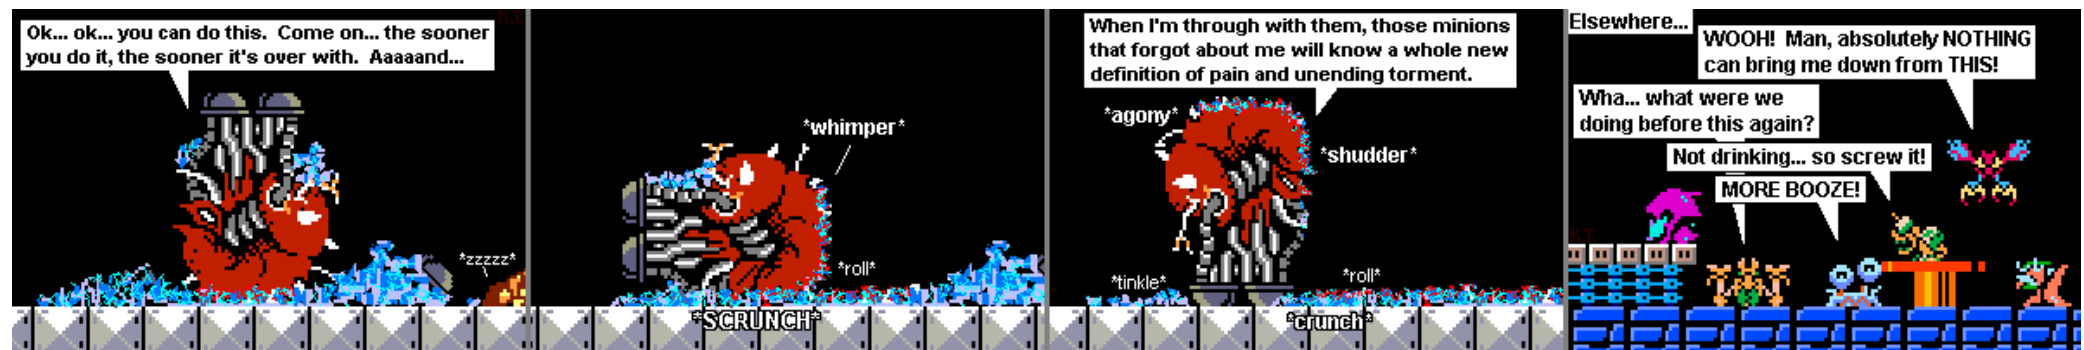 Ok... ok... you can do this. Come on... the sooner
you do it, the sooner it's over with. Aaaaand...
*zzzzz*
*whimper*
*roll*
*SCRUNCH*
When I'm through with them, those minions
that forgot about me will know a whole new
definition of pain and unending torment.
*agony*
*shudder*
*tinkle*
*roll*
*crunch*
Elsewhere...
WOOH! Man, absolutely NOTHING
can bring me down from THIS!
Wha... what were we
doing before this again?
Not drinking... so screw it!
MORE BOOZE!